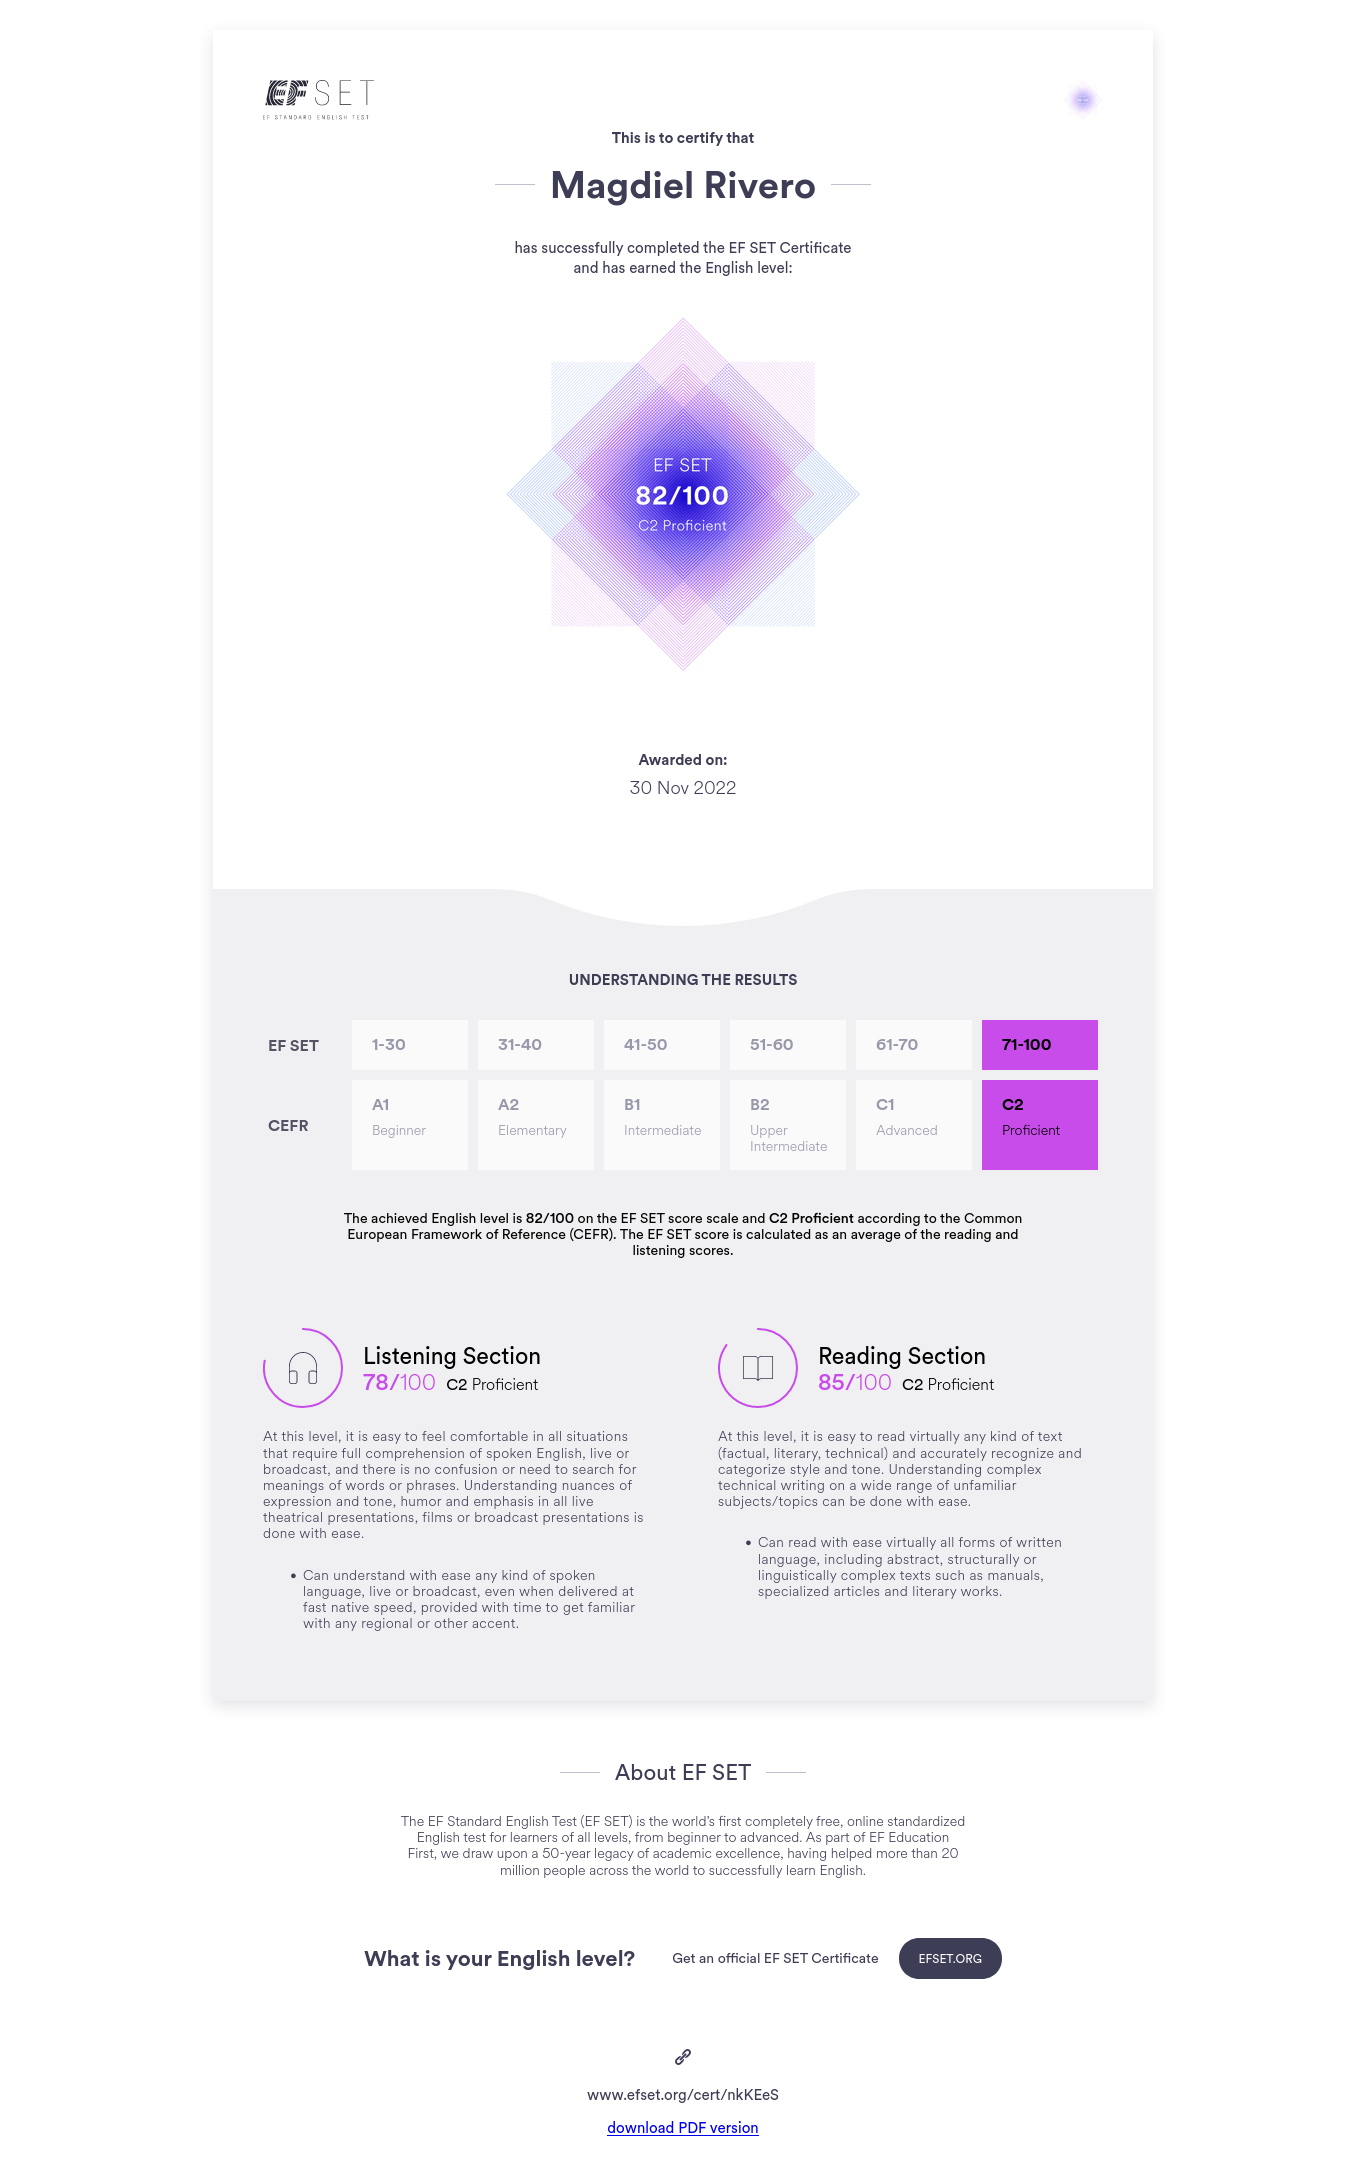 EF SET
EF STANDARD ENGLISH TEST
This is to certify that
Magdiel Rivero
has successfully completed the EF SET Certificate
and has earned the English level:
EF SET
82/100
C2 Proficient
Awarded on:
30 Nov 2022
UNDERSTANDING THE RESULTS
EF SET 1-30 31-40 41-50 51-60 61-70 71-100
CEFR
A1 A2 B1 B2 C1 C2
Beginner Elementary Intermediate Upper Advanced Proficient
Intermediate
The achieved English level is 82/100 on the EF SET score scale and C2 Proficient according to the Common
European Framework of Reference (CEFR). The EF SET score is calculated as an average of the reading and
listening scores.
Listening Section
78/100 C2 Proficient
At this level, it is easy to feel comfortable in all situations
that require full comprehension of spoken English, live or
broadcast, and there is no confusion or need to search for
meanings of words or phrases. Understanding nuances of
expression and tone, humor and emphasis in all live
theatrical presentations, films or broadcast presentations is
done with ease.
• Can understand with ease any kind of spoken
language, live or broadcast, even when delivered at
fast native speed, provided with time to get familiar
with any regional or other accent.
Reading Section
85/100 C2 Proficient
At this level, it is easy to read virtually any kind of text
(factual, literary, technical) and accurately recognize and
categorize style and tone. Understanding complex
technical writing on a wide range of unfamiliar
subjects/topics can be done with ease.
• Can read with ease virtually all forms of written
language, including abstract, structurally or
linguistically complex texts such as manuals,
specialized articles and literary works.
About EF SET
The EF Standard English Test (EF SET) is the world's first completely free, online standardized
English test for learners of all levels, from beginner to advanced. As part of EF Education
First, we draw upon a 50-year legacy of academic excellence, having helped more than 20
million people across the world to successfully learn English.
What is your English level? Get an official EF SET Certificate EFSET.ORG
www.efset.org/cert/nkKEeS
download PDF version